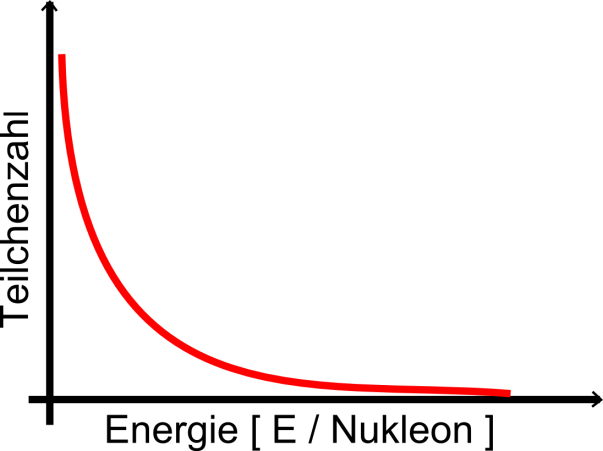 Teilchenzahl
Energie [ E / Nukleon ]